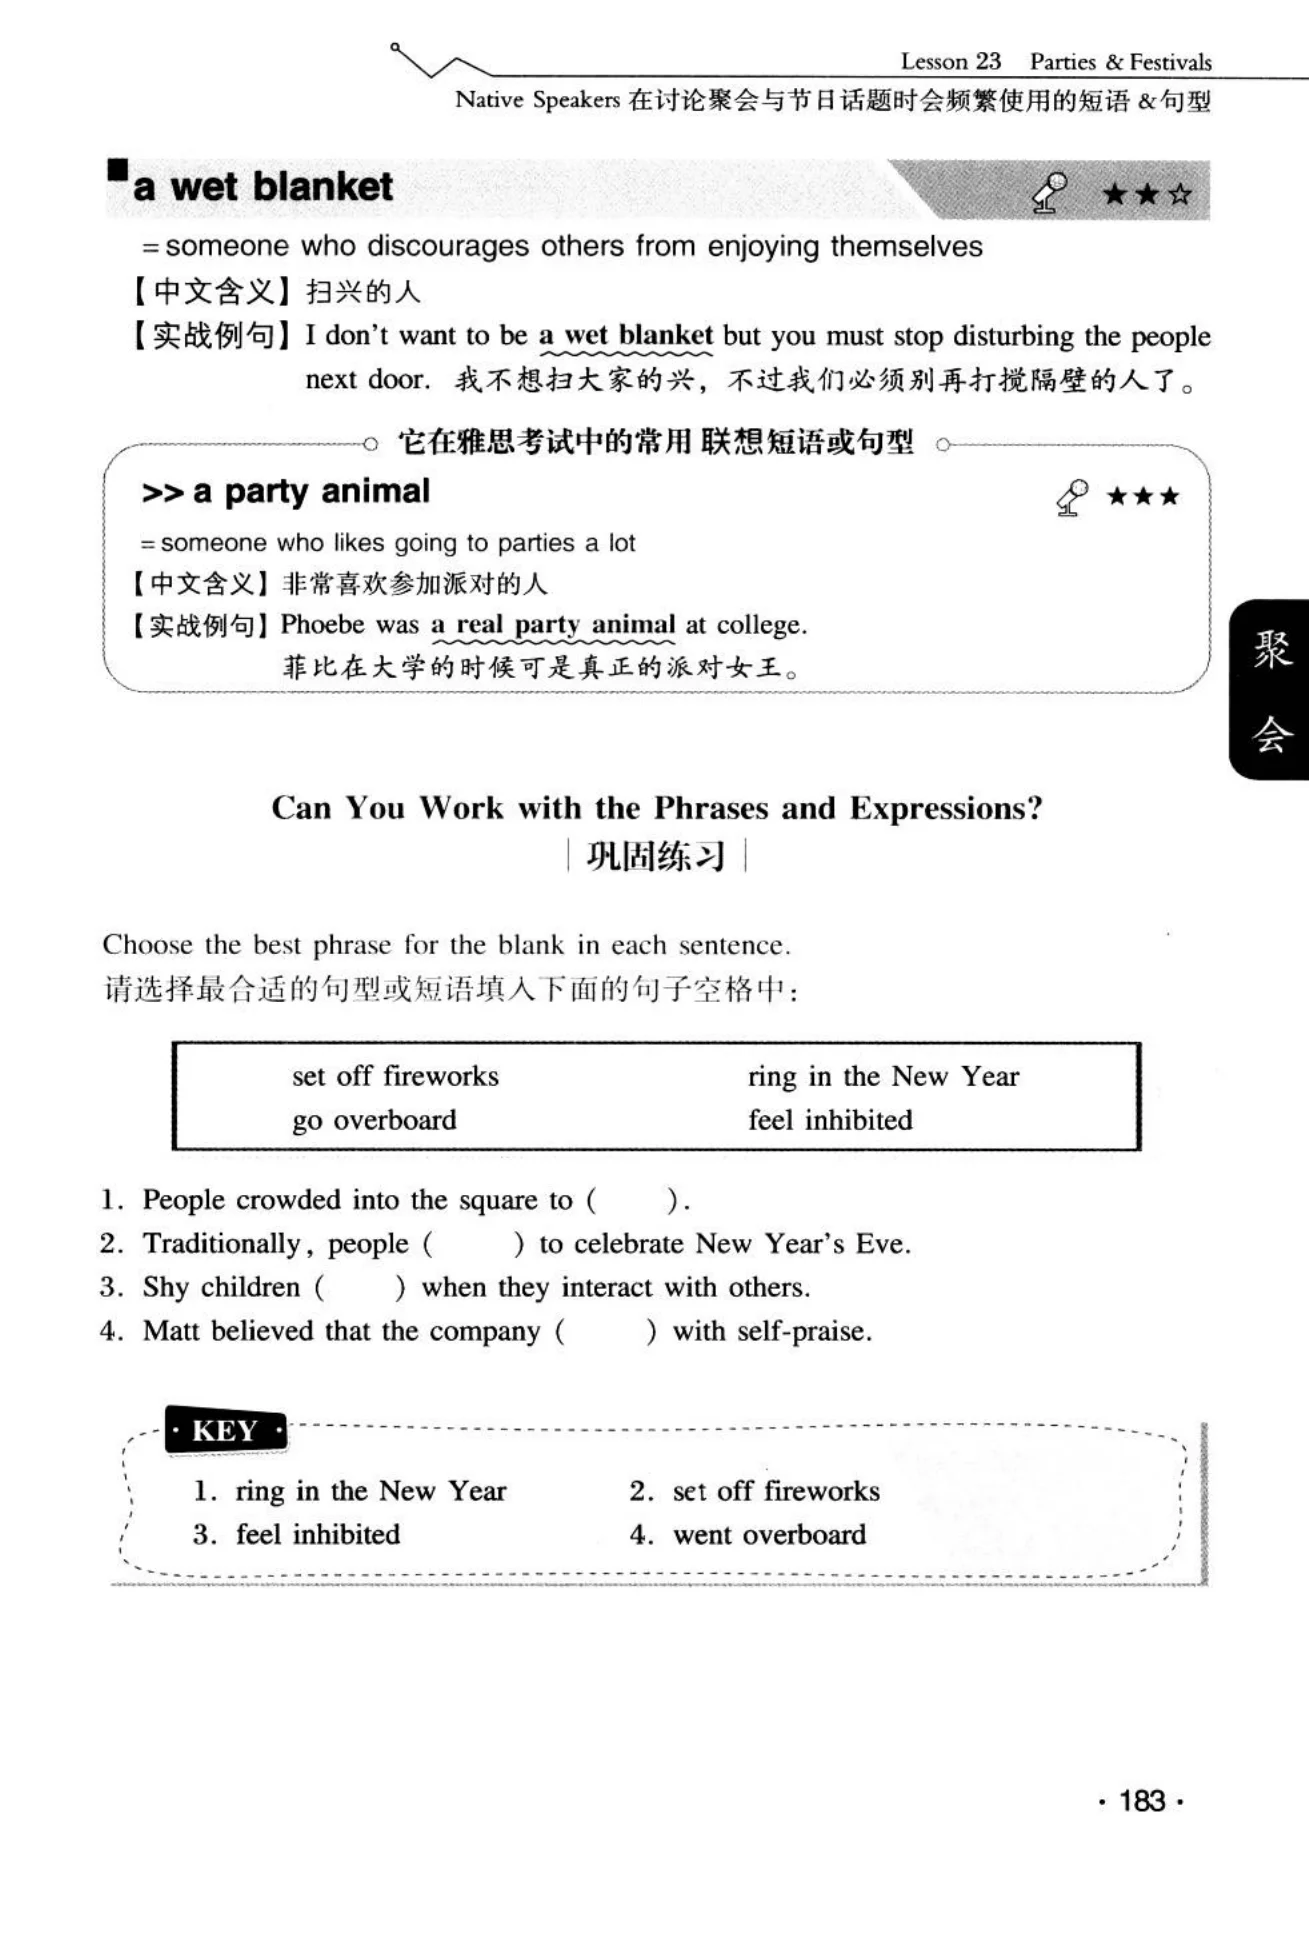 Lesson 23 Parties & Festivals
Native Speakers 在讨论聚会与节日话题时会频繁使用的短语 &句型
a wet blanket ★★☆
= someone who discourages others from enjoying themselves
【中文含义】扫兴的人
【实战例句】I don't want to be a wet blanket but you must stop disturbing the people
next door. 我不想扫大家的兴，不过我们必须别再打搅隔壁的人了。
它在雅思考试中的常用联想短语或句型
>> a party animal ★★★
= someone who likes going to parties a lot
【中文含义】非常喜欢参加派对的人
【实战例句】Phoebe was a real party animal at college.
菲比在大学的时候可是真正的派对女王。
聚
会
Can You Work with the Phrases and Expressions?
巩固练习
Choose the best phrase for the blank in each sentence.
请选择最合适的句型或短语填入下面的句子空格中：
set off fireworks ring in the New Year
go overboard feel inhibited
1. People crowded into the square to ( ).
2. Traditionally, people ( ) to celebrate New Year's Eve.
3. Shy children ( ) when they interact with others.
4. Matt believed that the company ( ) with self-praise.
· KEY ·
1. ring in the New Year 2. set off fireworks
3. feel inhibited 4. went overboard
· 183 ·